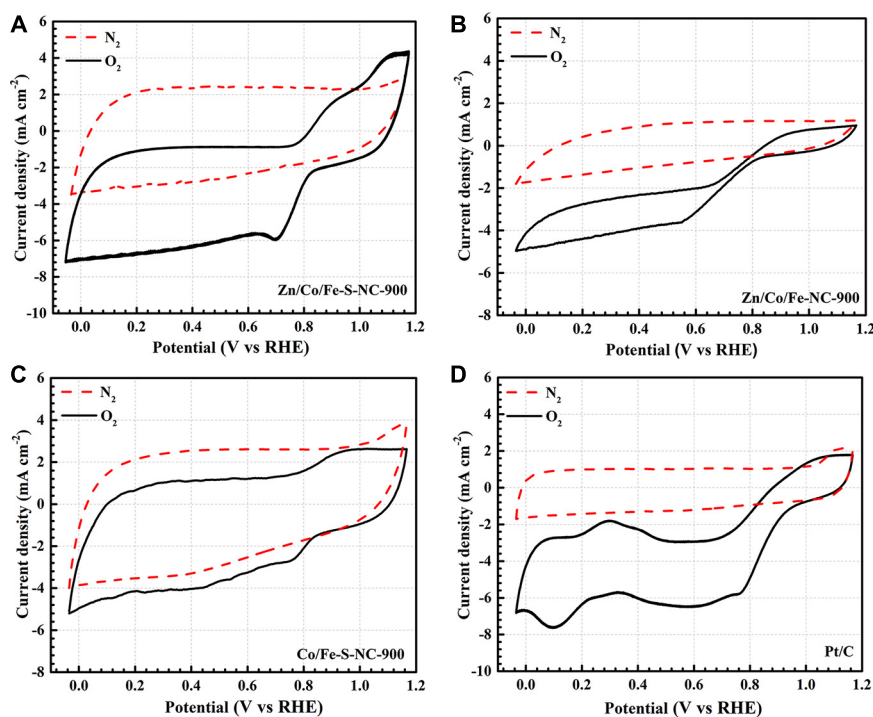 A
N₂
O₂
Current density (mA cm⁻²)
6
4
2
0
-2
-4
-6
-8
-10
0.0 0.2 0.4 0.6 0.8 1.0 1.2
Zn/Co/Fe-S-NC-900
Potential (V vs RHE)
B
N₂
O₂
Current density (mA cm⁻²)
6
4
2
0
-2
-4
-6
-8
0.0 0.2 0.4 0.6 0.8 1.0 1.2
Zn/Co/Fe-NC-900
Potential (V vs RHE)
C
N₂
O₂
Current density (mA cm⁻²)
6
4
2
0
-2
-4
-6
-8
0.0 0.2 0.4 0.6 0.8 1.0 1.2
Co/Fe-S-NC-900
Potential (V vs RHE)
D
N₂
O₂
Current density (mA cm⁻²)
6
4
2
0
-2
-4
-6
-8
-10
0.0 0.2 0.4 0.6 0.8 1.0 1.2
Pt/C
Potential (V vs RHE)